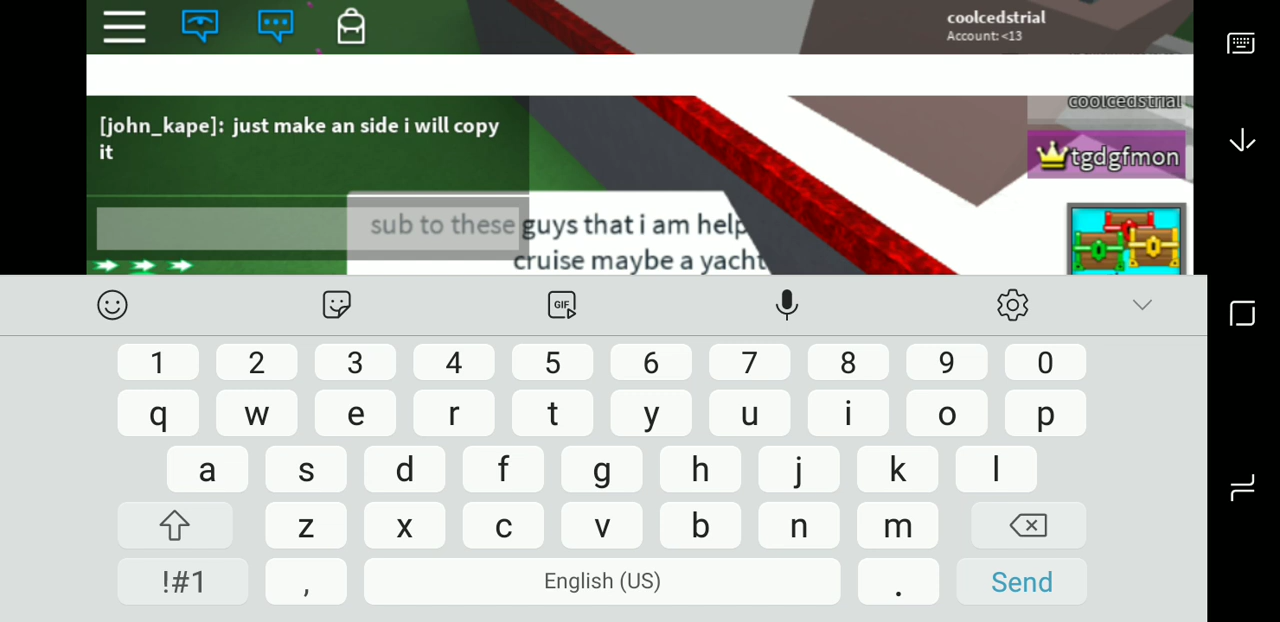 coolcedstrial
Account: <13
coolcedstrial
[john_kape]: just make an side i will copy
it
tgdgfmon
sub to these guys that i am help
cruise maybe a yacht
GIF
1 2 3 4 5 6 7 8 9 0
q w e r t y u i o p
a s d f g h j k l
z x c v b n m
!#1 , English (US) . Send